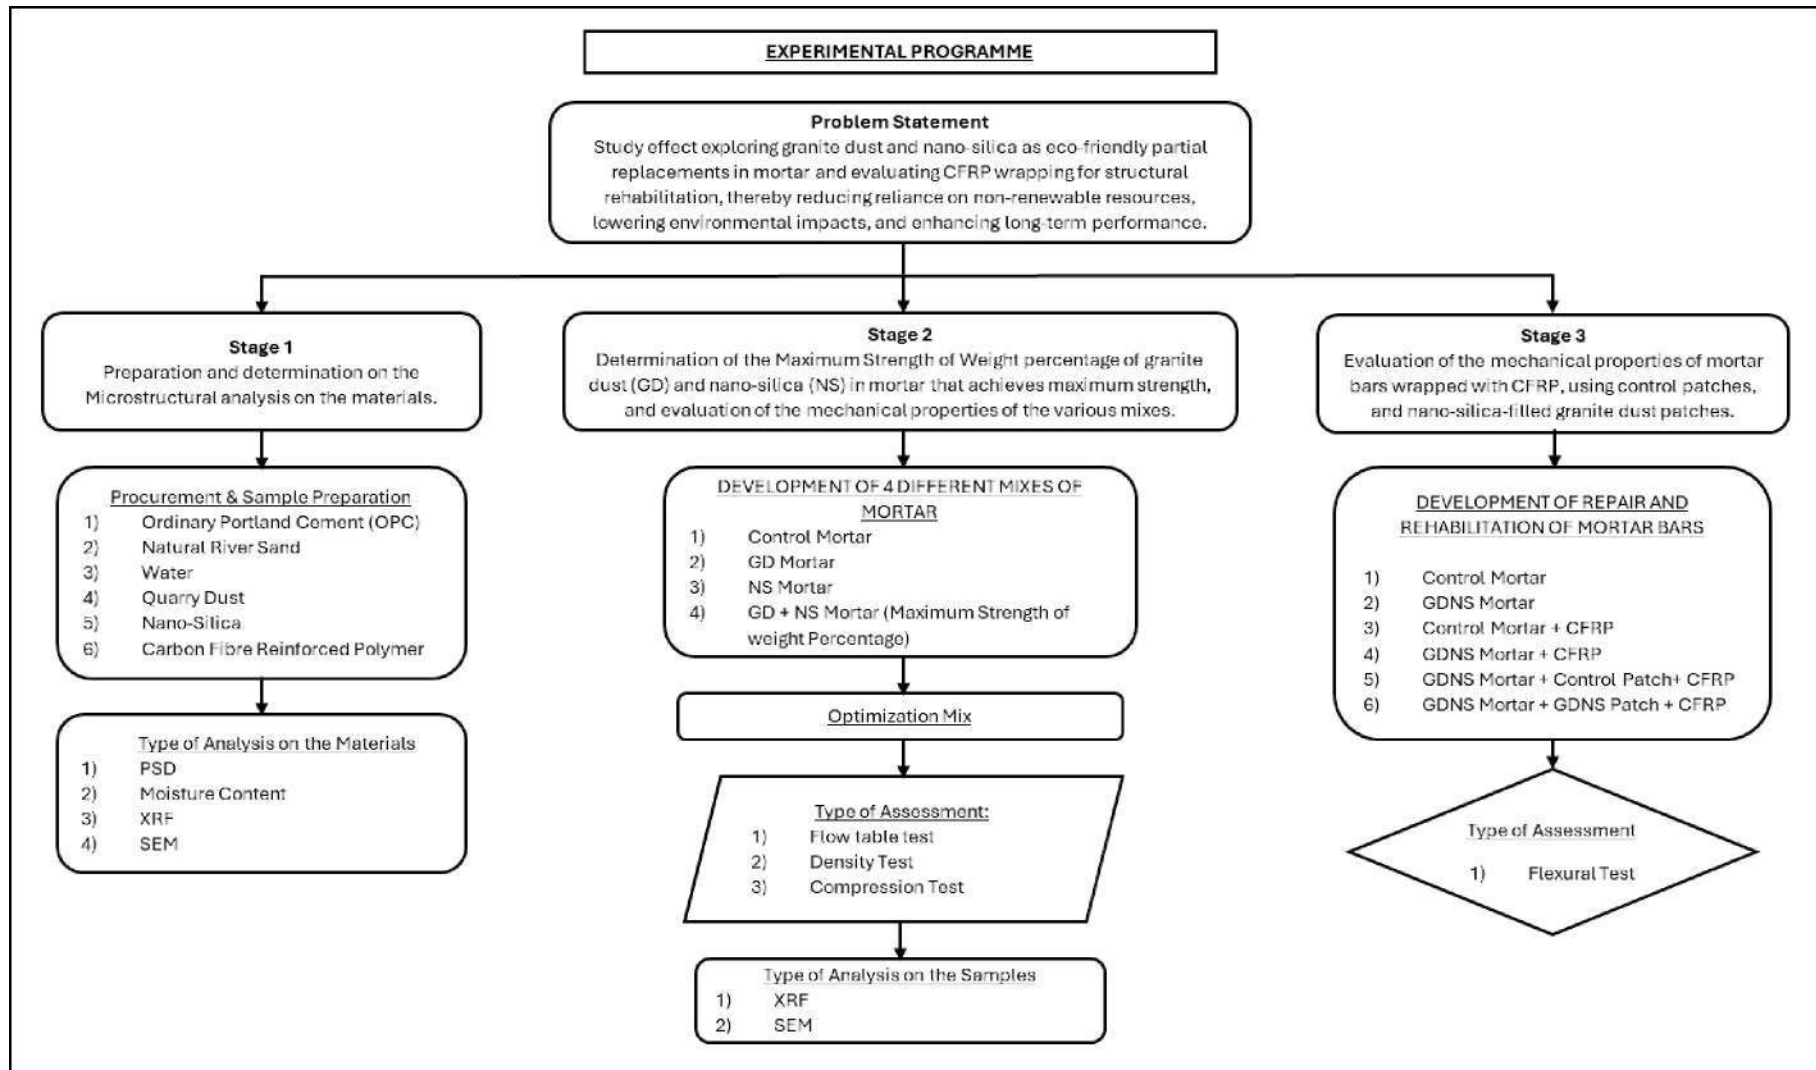 EXPERIMENTAL PROGRAMME
Problem Statement
Study effect exploring granite dust and nano-silica as eco-friendly partial
replacements in mortar and evaluating CFRP wrapping for structural
rehabilitation, thereby reducing reliance on non-renewable resources,
lowering environmental impacts, and enhancing long-term performance.
Stage 1
Preparation and determination on the
Microstructural analysis on the materials.
Procurement & Sample Preparation
1) Ordinary Portland Cement (OPC)
2) Natural River Sand
3) Water
4) Quarry Dust
5) Nano-Silica
6) Carbon Fibre Reinforced Polymer
Type of Analysis on the Materials
1) PSD
2) Moisture Content
3) XRF
4) SEM
Stage 2
Determination of the Maximum Strength of Weight percentage of granite
dust (GD) and nano-silica (NS) in mortar that achieves maximum strength,
and evaluation of the mechanical properties of the various mixes.
DEVELOPMENT OF 4 DIFFERENT MIXES OF
MORTAR
1) Control Mortar
2) GD Mortar
3) NS Mortar
4) GD + NS Mortar (Maximum Strength of
weight Percentage)
Optimization Mix
Type of Assessment:
1) Flow table test
2) Density Test
3) Compression Test
Type of Analysis on the Samples
1) XRF
2) SEM
Stage 3
Evaluation of the mechanical properties of mortar
bars wrapped with CFRP, using control patches,
and nano-silica-filled granite dust patches.
DEVELOPMENT OF REPAIR AND
REHABILITATION OF MORTAR BARS
1) Control Mortar
2) GDNS Mortar
3) Control Mortar + CFRP
4) GDNS Mortar + CFRP
5) GDNS Mortar + Control Patch+ CFRP
6) GDNS Mortar + GDNS Patch + CFRP
Type of Assessment
1) Flexural Test